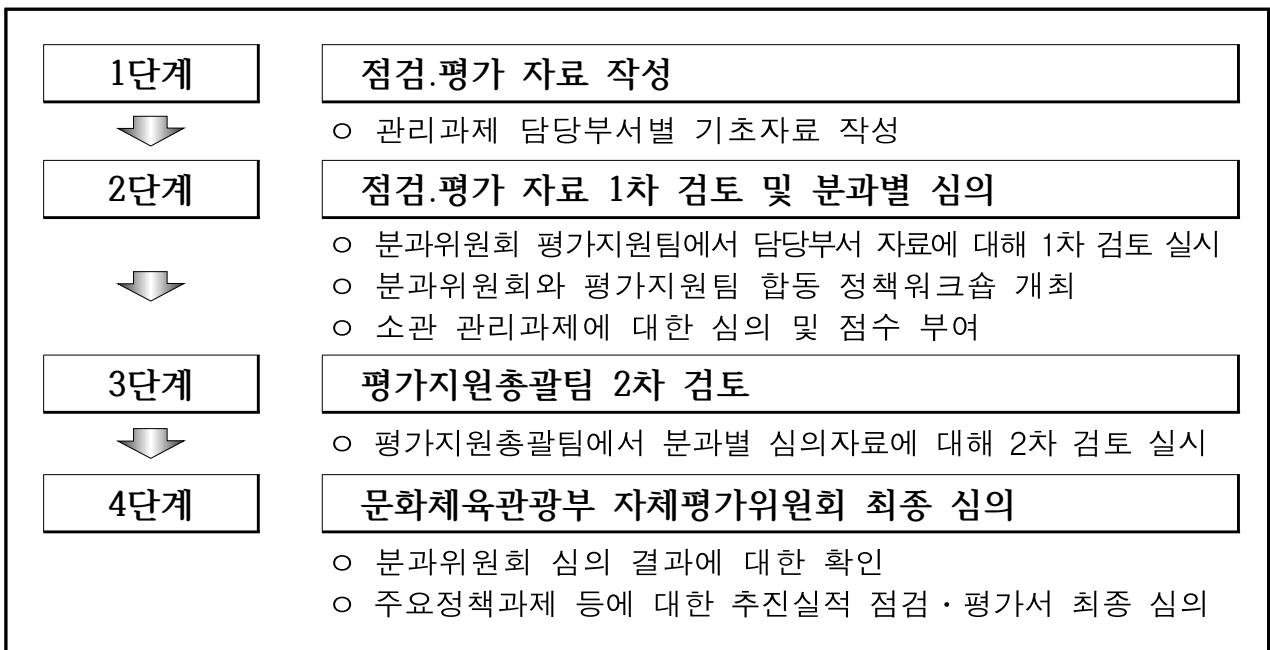 1단계
점검.평가 자료 작성
ㅇ 관리과제 담당부서별 기초자료 작성
2단계
점검.평가 자료 1차 검토 및 분과별 심의
ㅇ 분과위원회 평가지원팀에서 담당부서 자료에 대해 1차 검토 실시
ㅇ 분과위원회와 평가지원팀 합동 정책워크숍 개최
ㅇ 소관 관리과제에 대한 심의 및 점수 부여
3단계
평가지원총괄팀 2차 검토
ㅇ 평가지원총괄팀에서 분과별 심의자료에 대해 2차 검토 실시
4단계
문화체육관광부 자체평가위원회 최종 심의
ㅇ 분과위원회 심의 결과에 대한 확인
ㅇ 주요정책과제 등에 대한 추진실적 점검・평가서 최종 심의